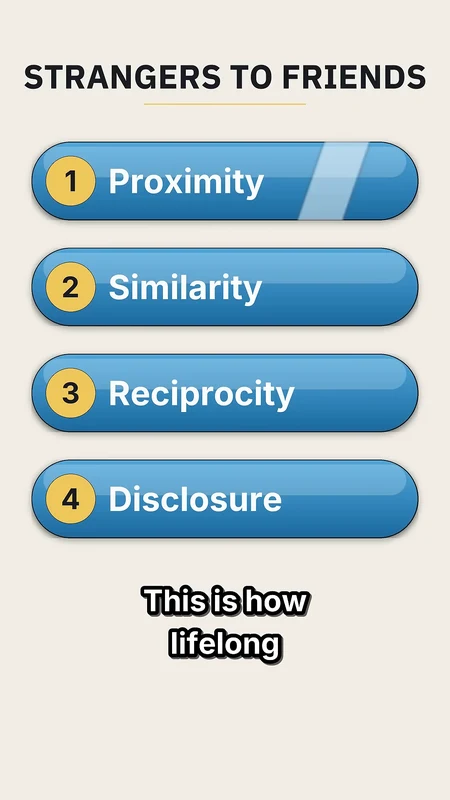 STRANGERS TO FRIENDS
1 Proximity
2 Similarity
3 Reciprocity
4 Disclosure
This is how
lifelong